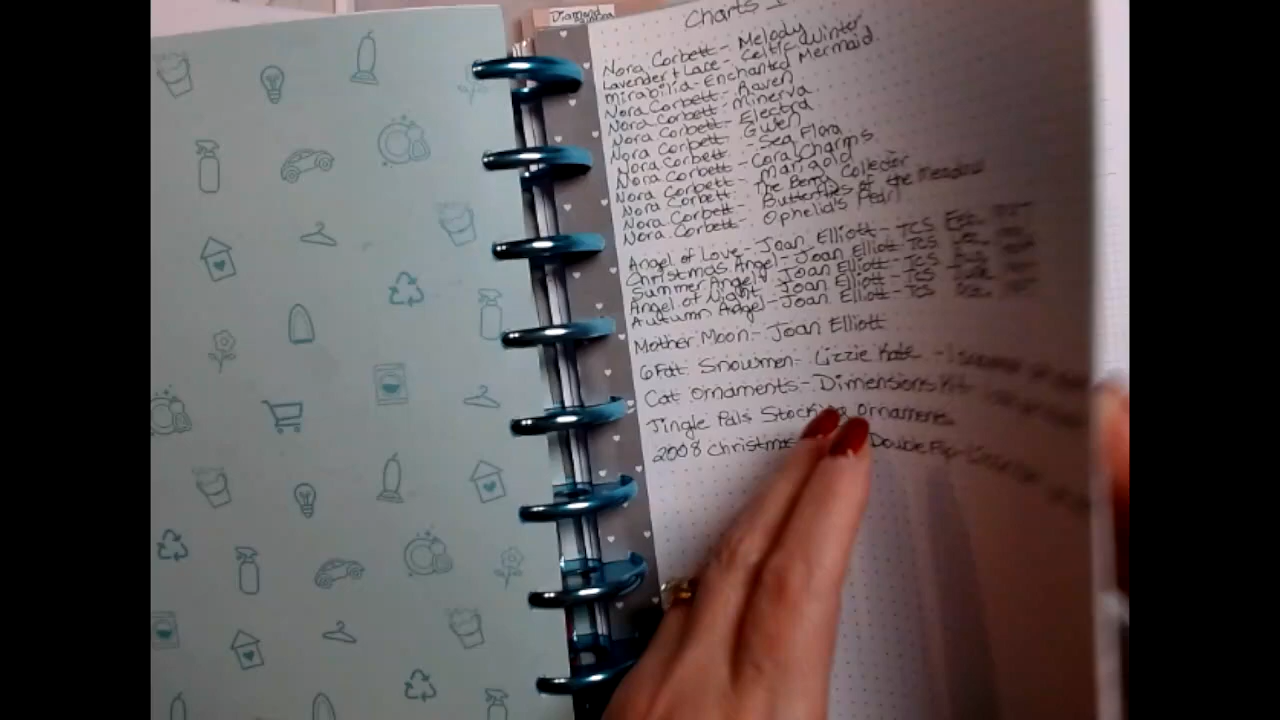 Diamond
Charts I
Nora Corbett - Melody
Lavender + Lace - Celtic Winter
Mirabilia - Enchanted Mermaid
Nora Corbett - Raven
Nora Corbett - Minerva
Nora Corbett - Electra
Nora Corbett - Gwen
Nora Corbett - Sea Flora
Nora Corbett - Coral Charms
Nora Corbett - Marigold
Nora Corbett - The Berry Collector
Nora Corbett - Butterflies of the Meadow
Nora Corbett - Ophelia's Pearl
Angel of Love - Joan Elliott - TCS
Christmas Angel - Joan Elliott - TCS
Summer Angel - Joan Elliott - TCS
Angel of Night - Joan Elliott - TCS
Autumn Angel - Joan Elliott - TCS
Mother Moon - Joan Elliott
6 Fat Snowmen - Lizzie Kate -
Cat Ornaments - Dimensions Kit -
Jingle Pals Stocking Ornaments
2008 Christmas Double Flip